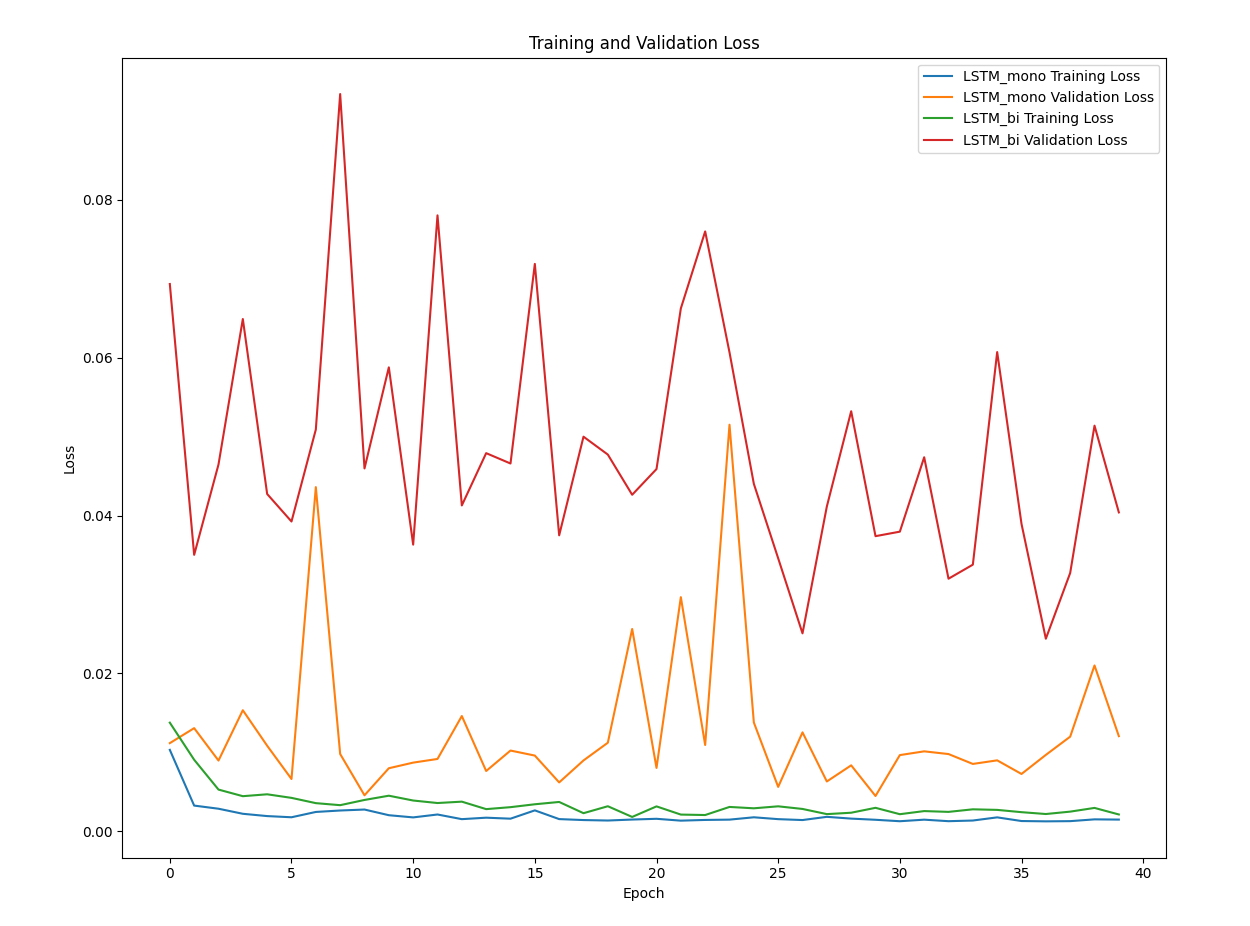 Training and Validation Loss
LSTM_mono Training Loss
LSTM_mono Validation Loss
LSTM_bi Training Loss
LSTM_bi Validation Loss
0.08
0.06
0.04
0.02
0.00
Loss
0 5 10 15 20 25 30 35 40
Epoch